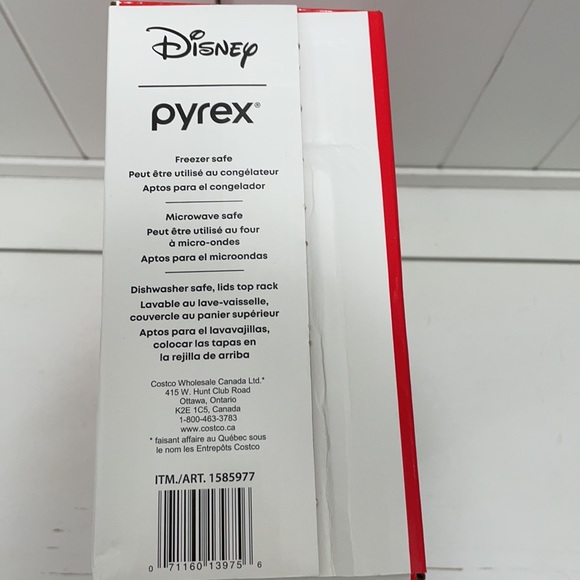 Disney
pyrex®
Freezer safe
Peut être utilisé au congélateur
Aptos para el congelador
Microwave safe
Peut être utilisé au four
à micro-ondes
Aptos para el microondas
Dishwasher safe, lids top rack
Lavable au lave-vaisselle,
couvercle au panier supérieur
Aptos para el lavavajillas,
colocar las tapas en
la rejilla de arriba
Costco Wholesale Canada Ltd.*
415 W. Hunt Club Road
Ottawa, Ontario
K2E 1C5, Canada
1-800-463-3783
www.costco.ca
* faisant affaire au Québec sous
le nom les Entrepôts Costco
ITM./ART. 1585977
0 71160 13975 6